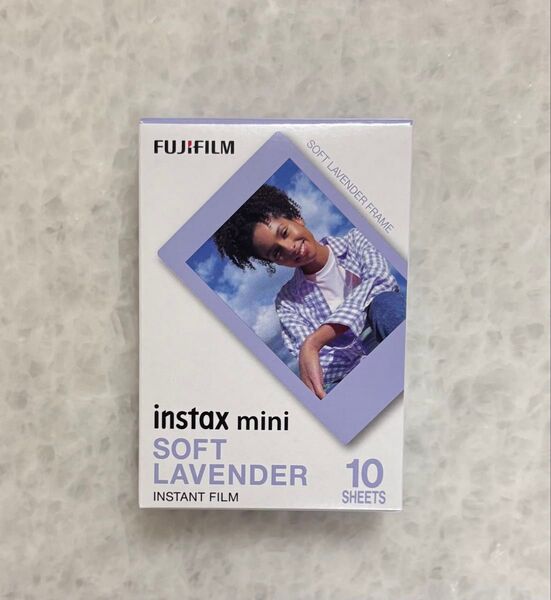 FUJIFILM
SOFT LAVENDER FRAME
instax mini
SOFT
LAVENDER
INSTANT FILM
10
SHEETS